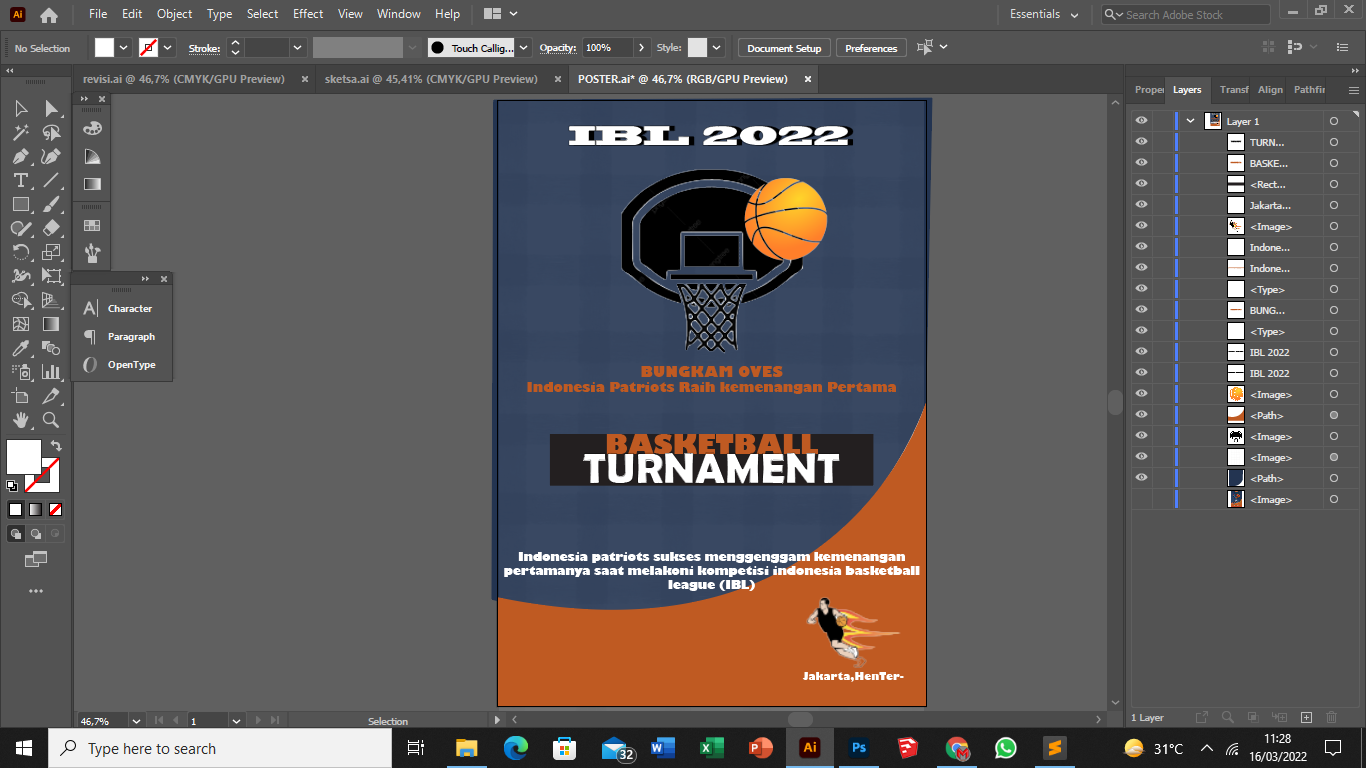 File Edit Object Type Select Effect View Window Help
Essentials
Search Adobe Stock
No Selection
Stroke:
Touch Callig...
Opacity: 100%
Style:
Document Setup
Preferences
revisi.ai @ 46,7% (CMYK/GPU Preview)
sketsa.ai @ 45,41% (CMYK/GPU Preview)
POSTER.ai* @ 46,7% (RGB/GPU Preview)
Character
Paragraph
OpenType
IBL 2022
BUNGKAM OVES
Indonesia Patriots Raih kemenangan Pertama
BASKETBALL
TURNAMENT
Indonesia patriots sukses menggenggam kemenangan
pertamanya saat melakoni kompetisi indonesia basketball
league (IBL)
Jakarta,HenTer-
Proper Layers Transf Align Pathfir
Layer 1
TURN...
BASKE...
<Rect...
Jakarta...
<Image>
Indone...
Indone...
<Type>
BUNG...
<Type>
IBL 2022
IBL 2022
<Image>
<Path>
<Image>
<Image>
<Path>
<Image>
1 Layer
46,7%
1
Selection
Type here to search
32
31°C
11:28
16/03/2022